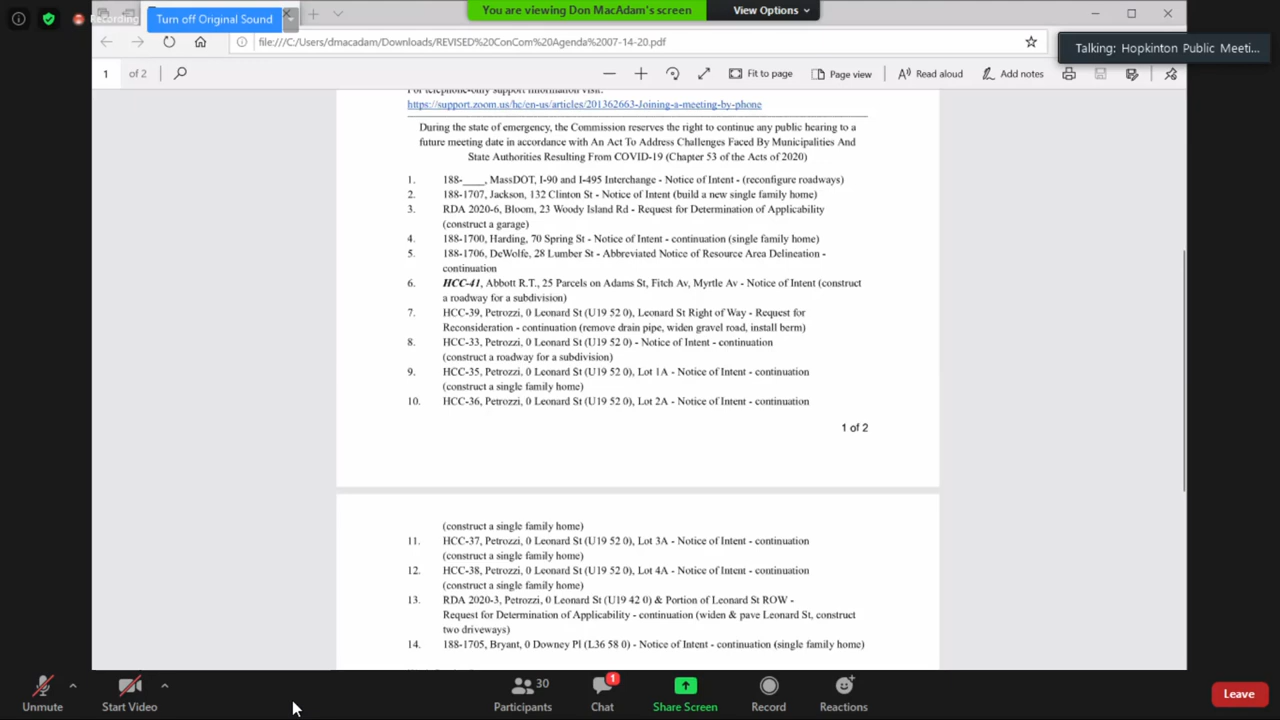 Recording
Turn off Original Sound
You are viewing Don MacAdam's screen
View Options
file:///C:/Users/dmacadam/Downloads/REVISED%20ConCom%20Agenda%2007-14-20.pdf
Talking: Hopkinton Public Meeti...
1 of 2
Fit to page
Page view
Read aloud
Add notes
For telephone-only support information visit:
https://support.zoom.us/hc/en-us/articles/201362663-Joining-a-meeting-by-phone
During the state of emergency, the Commission reserves the right to continue any public hearing to a
future meeting date in accordance with An Act To Address Challenges Faced By Municipalities And
State Authorities Resulting From COVID-19 (Chapter 53 of the Acts of 2020)
1. 188-____, MassDOT, I-90 and I-495 Interchange - Notice of Intent - (reconfigure roadways)
2. 188-1707, Jackson, 132 Clinton St - Notice of Intent (build a new single family home)
3. RDA 2020-6, Bloom, 23 Woody Island Rd - Request for Determination of Applicability
(construct a garage)
4. 188-1700, Harding, 70 Spring St - Notice of Intent - continuation (single family home)
5. 188-1706, DeWolfe, 28 Lumber St - Abbreviated Notice of Resource Area Delineation -
continuation
6. HCC-41, Abbott R.T., 25 Parcels on Adams St, Fitch Av, Myrtle Av - Notice of Intent (construct
a roadway for a subdivision)
7. HCC-39, Petrozzi, 0 Leonard St (U19 52 0), Leonard St Right of Way - Request for
Reconsideration - continuation (remove drain pipe, widen gravel road, install berm)
8. HCC-33, Petrozzi, 0 Leonard St (U19 52 0) - Notice of Intent - continuation
(construct a roadway for a subdivision)
9. HCC-35, Petrozzi, 0 Leonard St (U19 52 0), Lot 1A - Notice of Intent - continuation
(construct a single family home)
10. HCC-36, Petrozzi, 0 Leonard St (U19 52 0), Lot 2A - Notice of Intent - continuation
1 of 2
(construct a single family home)
11. HCC-37, Petrozzi, 0 Leonard St (U19 52 0), Lot 3A - Notice of Intent - continuation
(construct a single family home)
12. HCC-38, Petrozzi, 0 Leonard St (U19 52 0), Lot 4A - Notice of Intent - continuation
(construct a single family home)
13. RDA 2020-3, Petrozzi, 0 Leonard St (U19 42 0) & Portion of Leonard St ROW -
Request for Determination of Applicability - continuation (widen & pave Leonard St, construct
two driveways)
14. 188-1705, Bryant, 0 Downey Pl (L36 58 0) - Notice of Intent - continuation (single family home)
30
1
Unmute
Start Video
Participants
Chat
Share Screen
Record
Reactions
Leave